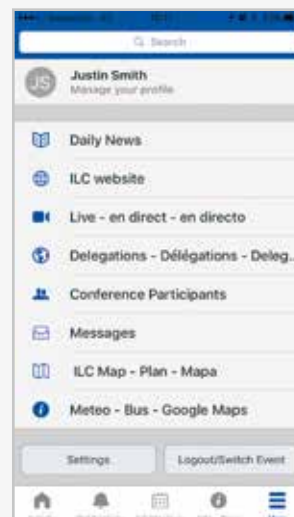 Search
JS
Justin Smith
Manage your profile
Daily News
ILC website
Live - en direct - en directo
Delegations - Délégations - Deleg..
Conference Participants
Messages
ILC Map - Plan - Mapa
Meteo - Bus - Google Maps
Settings
Logout/Switch Event